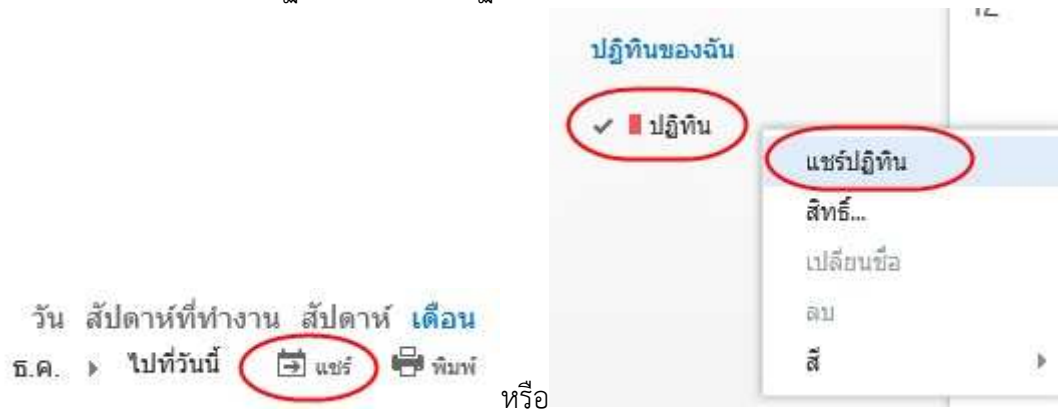 ปฏิทินของฉัน
ปฏิทิน
แชร์ปฏิทิน
สิทธิ์...
เปลี่ยนชื่อ
ลบ
สี
วัน สัปดาห์ที่ทำงาน สัปดาห์ เดือน
ธ.ค. ไปที่วันนี้ แชร์ พิมพ์
หรือ